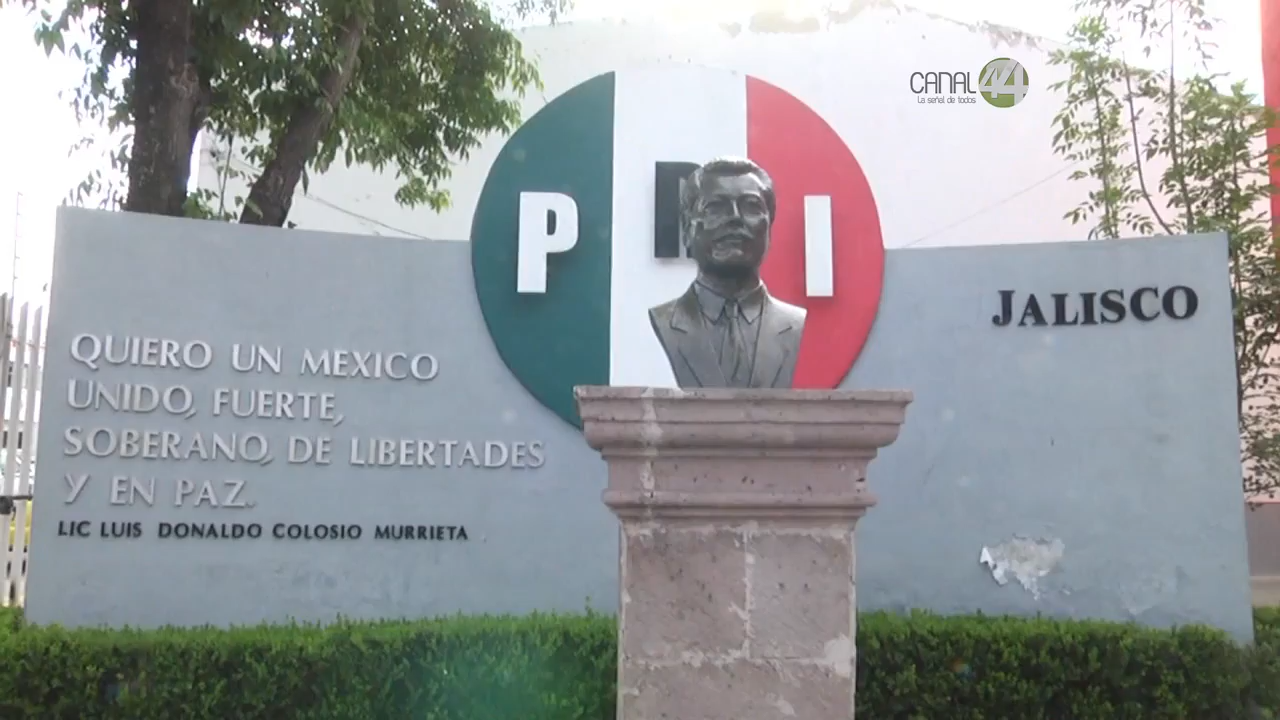 CANAL 44
La señal de todos
PRI
JALISCO
QUIERO UN MEXICO
UNIDO, FUERTE,
SOBERANO, DE LIBERTADES
Y EN PAZ.
LIC LUIS DONALDO COLOSIO MURRIETA